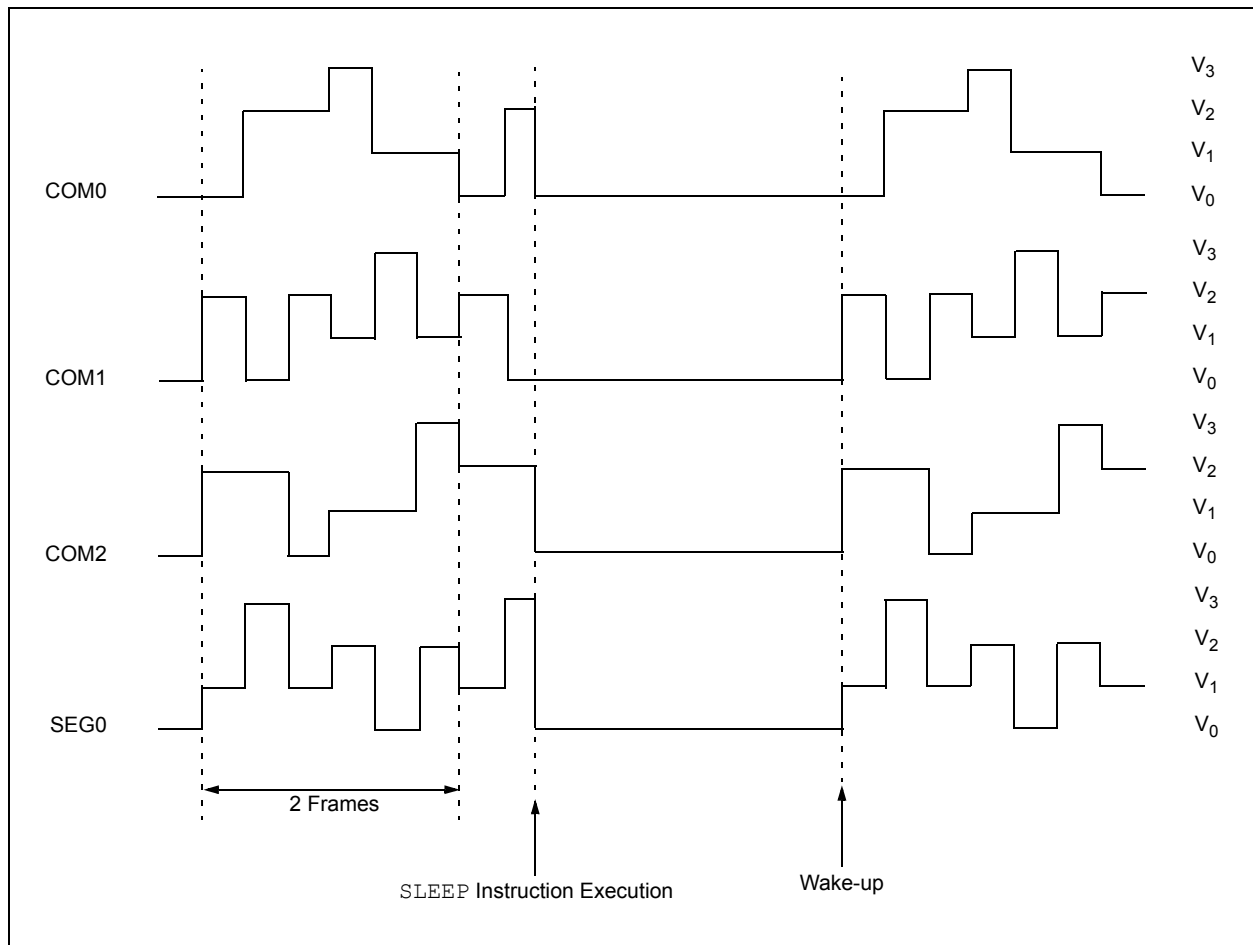 V3
V2
V1
COM0
V0
V3
V2
V1
COM1
V0
V3
V2
V1
COM2
V0
V3
V2
V1
SEG0
V0
2 Frames
SLEEP Instruction Execution
Wake-up